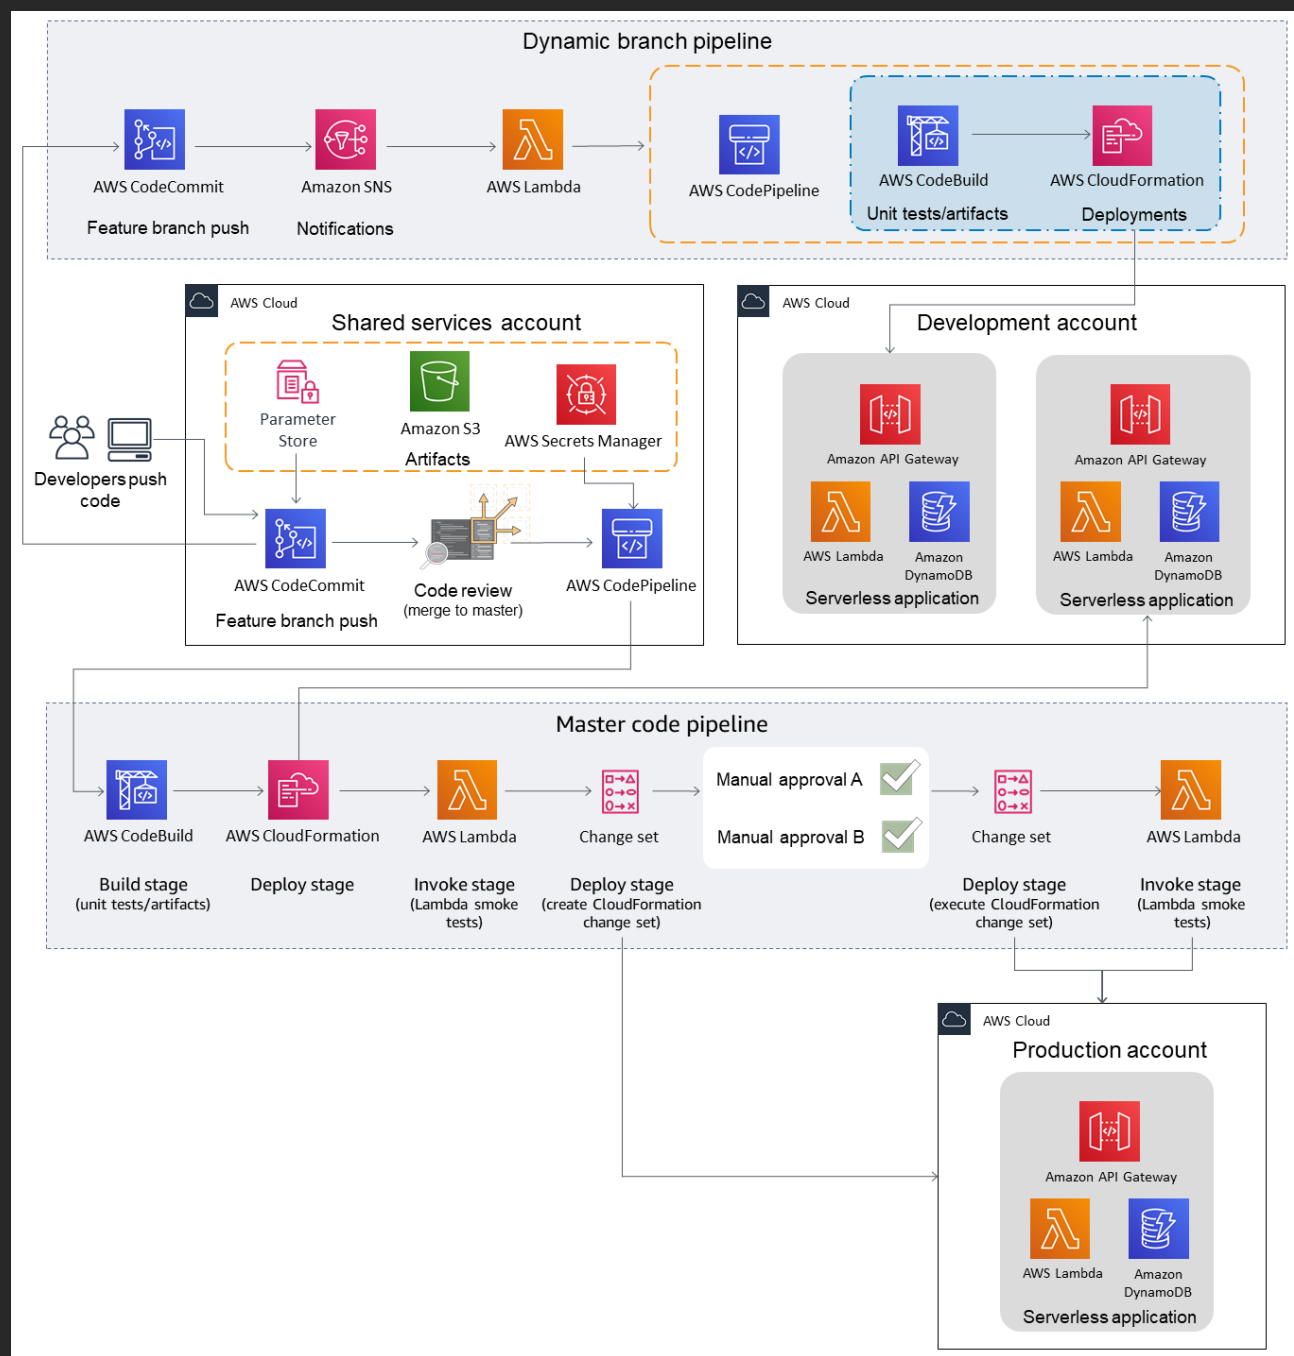 Dynamic branch pipeline
AWS CodeCommit
Feature branch push
Amazon SNS
Notifications
AWS Lambda
AWS CodePipeline
AWS CodeBuild
Unit tests/artifacts
AWS CloudFormation
Deployments
AWS Cloud
Shared services account
Parameter
Store
Amazon S3
Artifacts
AWS Secrets Manager
Developers push
code
AWS CodeCommit
Feature branch push
Code review
(merge to master)
AWS CodePipeline
AWS Cloud
Development account
Amazon API Gateway
AWS Lambda
Amazon
DynamoDB
Serverless application
Amazon API Gateway
AWS Lambda
Amazon
DynamoDB
Serverless application
Master code pipeline
AWS CodeBuild
Build stage
(unit tests/artifacts)
AWS CloudFormation
Deploy stage
AWS Lambda
Invoke stage
(Lambda smoke
tests)
Change set
Deploy stage
(create CloudFormation
change set)
Manual approval A
Manual approval B
Change set
Deploy stage
(execute CloudFormation
change set)
AWS Lambda
Invoke stage
(Lambda smoke
tests)
AWS Cloud
Production account
Amazon API Gateway
AWS Lambda
Amazon
DynamoDB
Serverless application